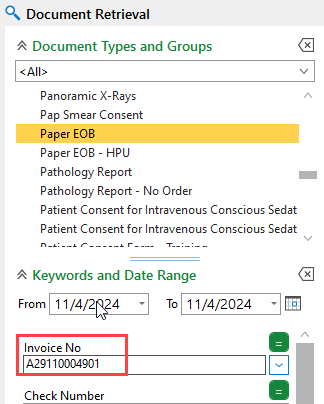 Document Retrieval
Document Types and Groups
<All>
Panoramic X-Rays
Pap Smear Consent
Paper EOB
Paper EOB - HPU
Pathology Report
Pathology Report - No Order
Patient Consent for Intravenous Conscious Sedat
Patient Consent for Intravenous Conscious Sedat
Patient Consent Form - Training
Keywords and Date Range
From 11/4/2024 To 11/4/2024
Invoice No =
A29110004901
Check Number =